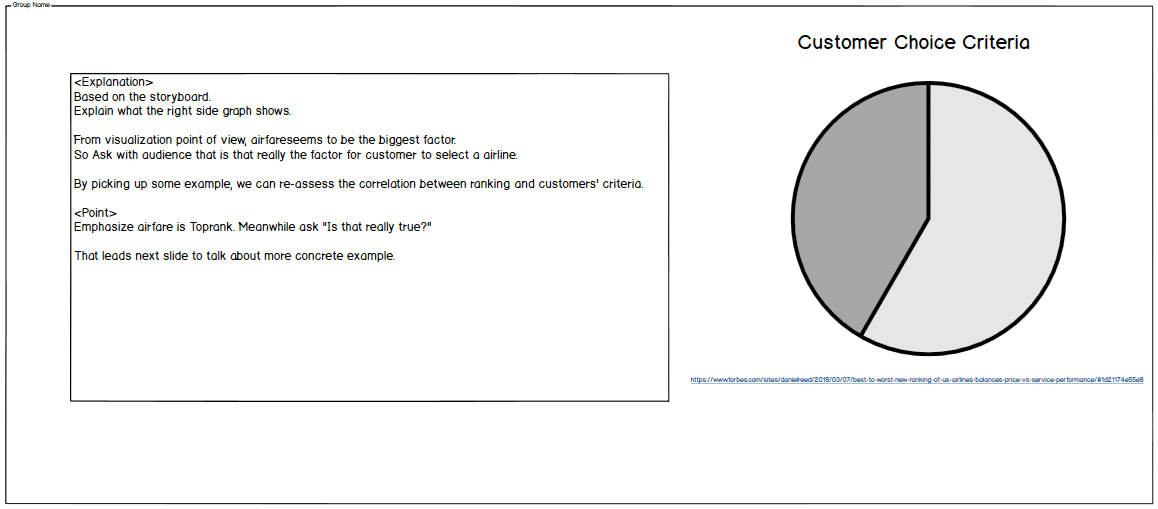 Group Name
Customer Choice Criteria
<Explanation>
Based on the storyboard.
Explain what the right side graph shows.
From visualization point of view, airfareseems to be the biggest factor.
So Ask with audience that is that really the factor for customer to select a airline.
By picking up some example, we can re-assess the correlation between ranking and customers' criteria.
<Point>
Emphasize airfare is Toprank. Meanwhile ask "Is that really true?"
That leads next slide to talk about more concrete example.
https://www.forbes.com/sites/danielreed/2018/03/07/best-to-worst-new-ranking-of-us-airlines-balances-price-vs-service-performance/#1d21174e55e8